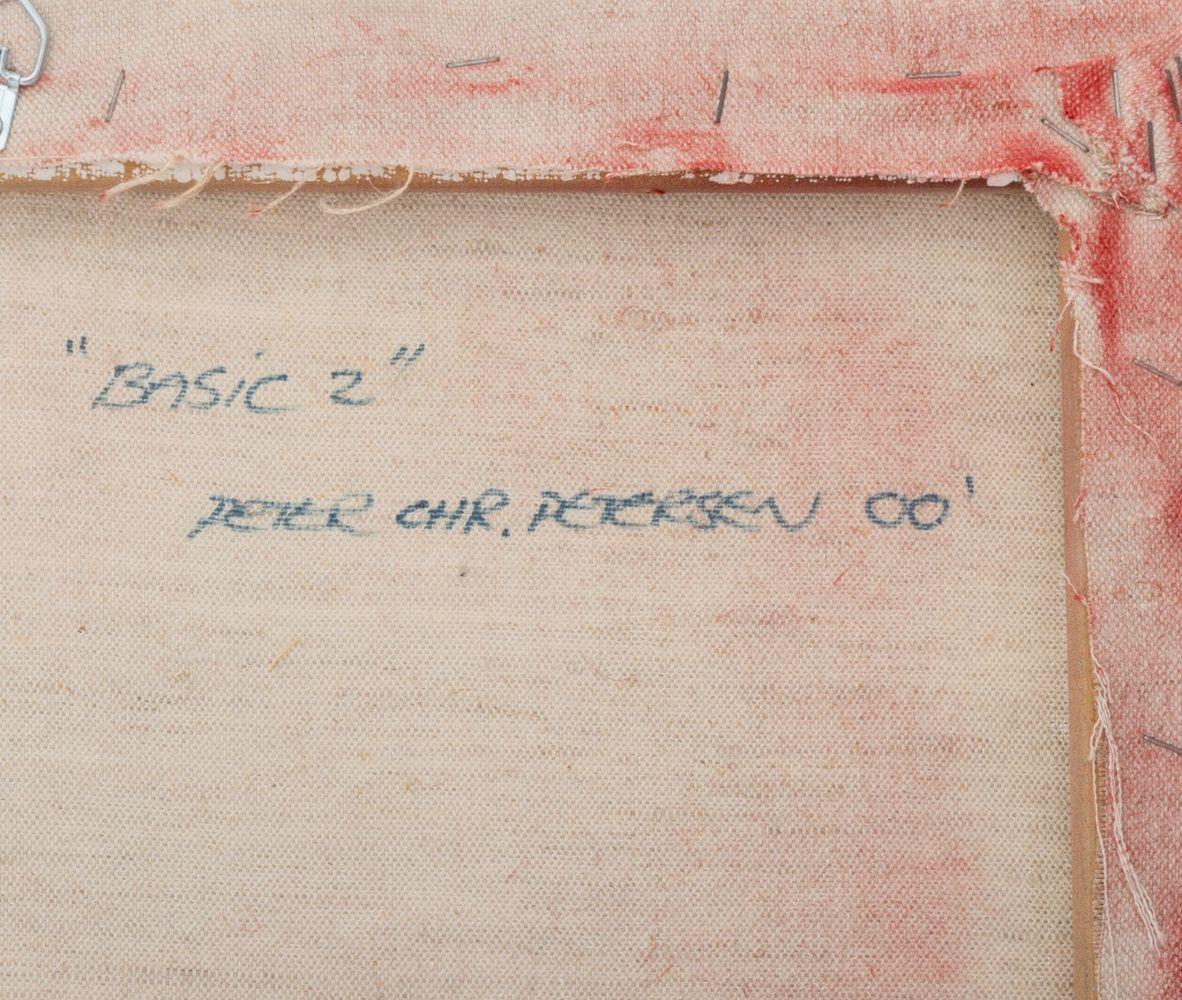 "BASIC 2"
PETER CHR. PETERSEN 00'